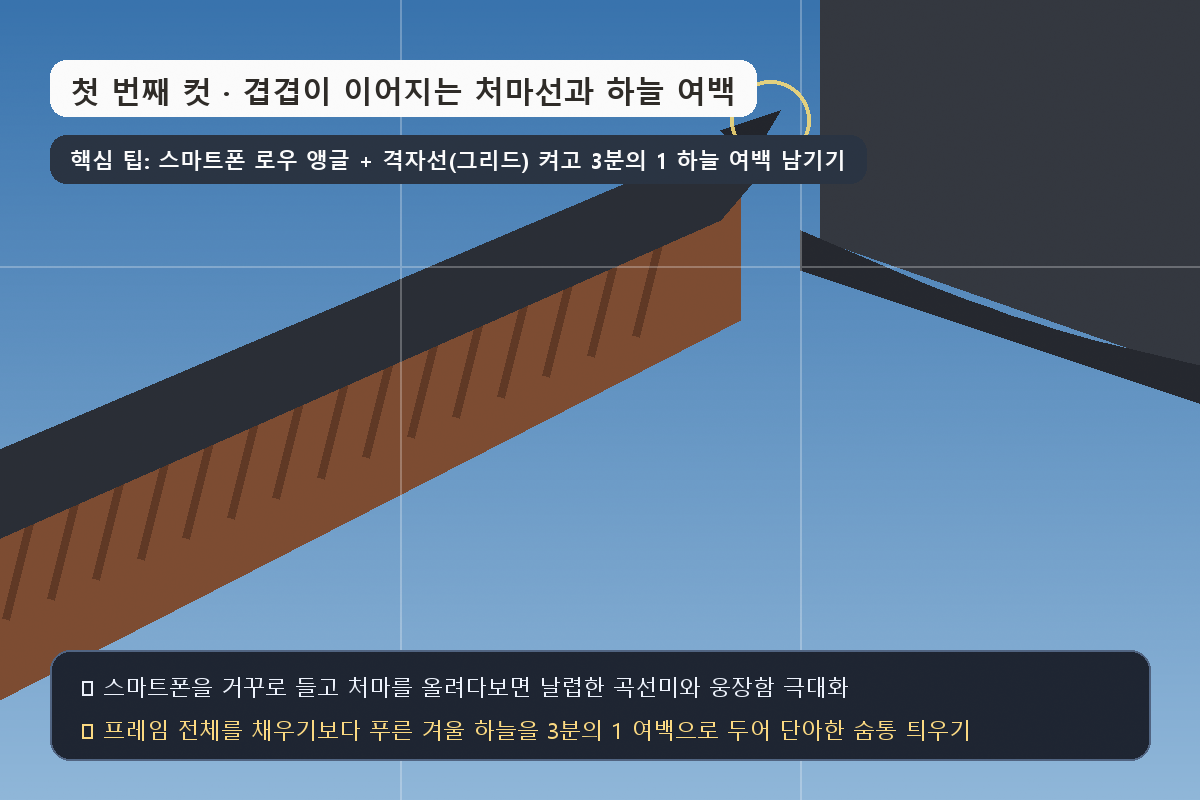 첫 번째 컷 · 겹겹이 이어지는 처마선과 하늘 여백
핵심 팁: 스마트폰 로우 앵글 + 격자선(그리드) 켜고 3분의 1 하늘 여백 남기기
스마트폰을 거꾸로 들고 처마를 올려다보면 날렵한 곡선미와 웅장함 극대화
프레임 전체를 채우기보다 푸른 겨울 하늘을 3분의 1 여백으로 두어 단아한 숨통 틔우기